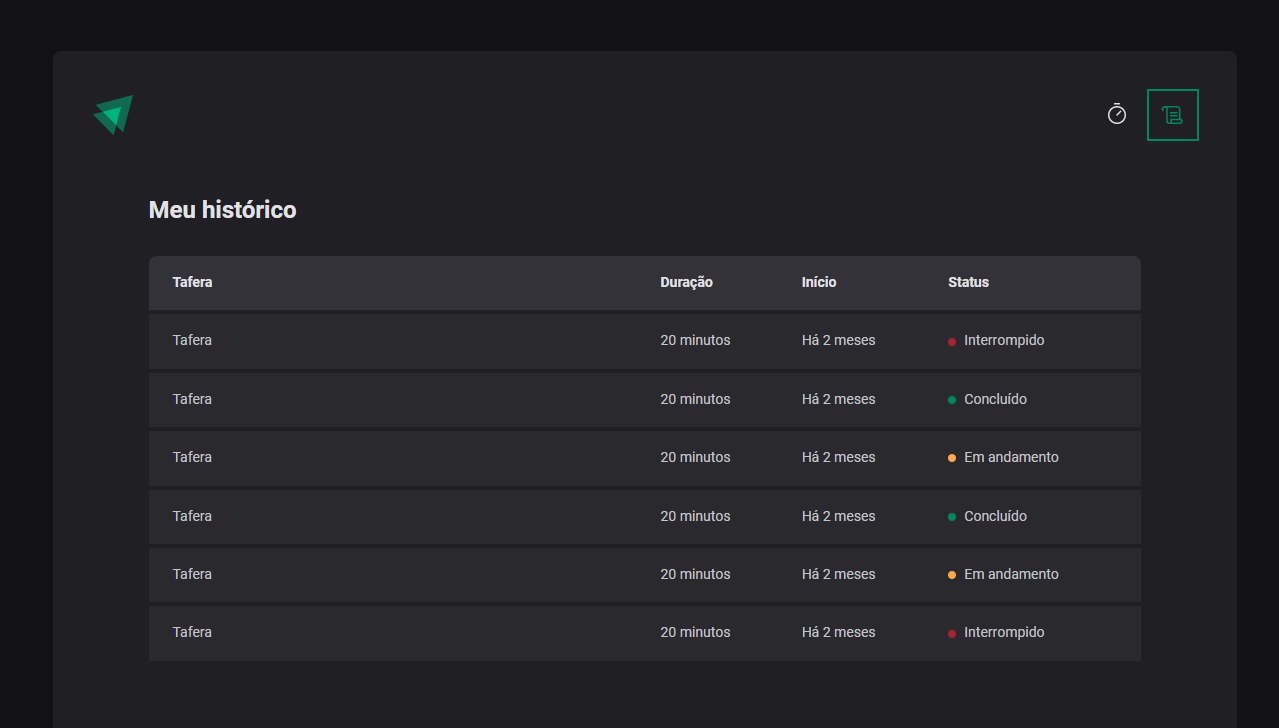 Meu histórico
Tafera Duração Início Status
Tafera 20 minutos Há 2 meses Interrompido
Tafera 20 minutos Há 2 meses Concluído
Tafera 20 minutos Há 2 meses Em andamento
Tafera 20 minutos Há 2 meses Concluído
Tafera 20 minutos Há 2 meses Em andamento
Tafera 20 minutos Há 2 meses Interrompido